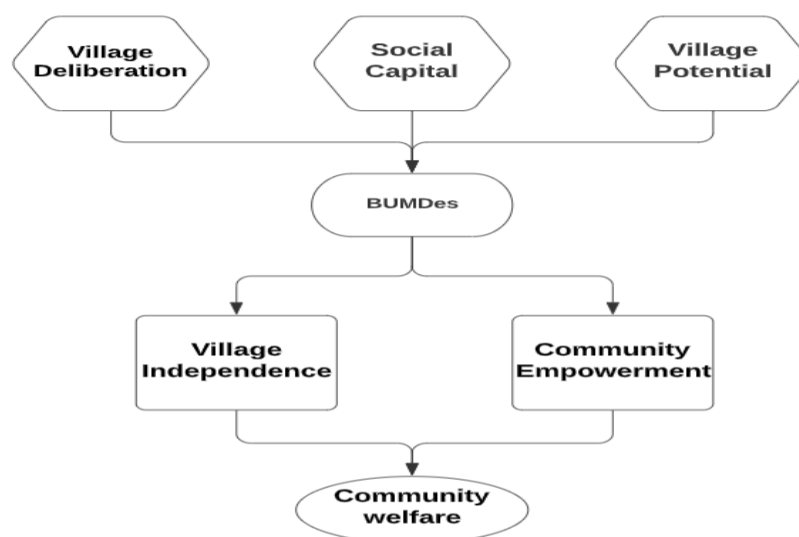 Village
Deliberation
Social
Capital
Village
Potential
BUMDes
Village
Independence
Community
Empowerment
Community
welfare